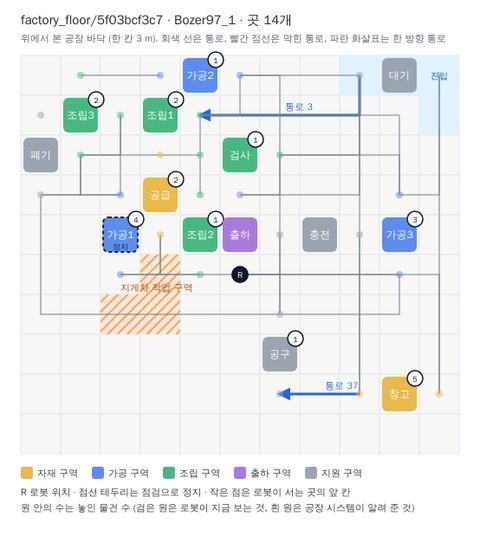 factory_floor/5f03bcf3c7 · Bozer97_1 · 곳 14개
위에서 본 공장 바닥 (한 칸 3 m). 회색 선은 통로, 빨간 점선은 막힌 통로, 파란 화살표는 한 방향 통로
가공2 1 대기 전립
조립3 2 조립1 2 통로 3
폐기 검사 1
공급 2
가공1 4 정지 조립2 1 출하 충전 가공3 3
R
지게차 작업 구역
공구 1
통로 37
창고 5
자재 구역 가공 구역 조립 구역 출하 구역 지원 구역
R 로봇 위치 · 점선 테두리는 점검으로 정지 · 작은 점은 로봇이 서는 곳의 앞 칸
원 안의 수는 놓인 물건 수 (검은 원은 로봇이 지금 보는 것, 흰 원은 공장 시스템이 알려 준 것)